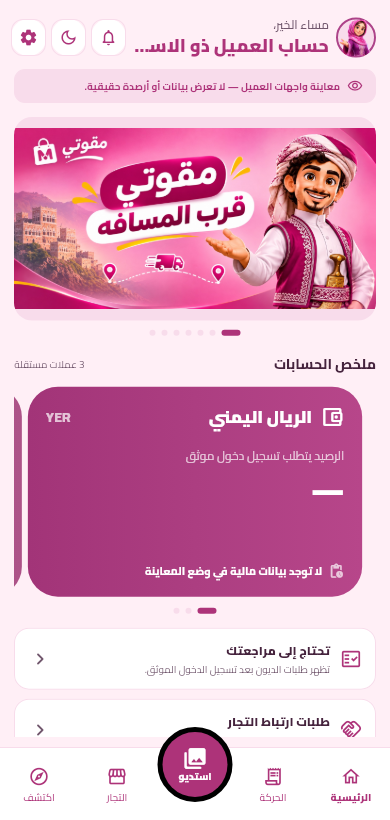 مساء الخير،
حساب العميل ذو الاس...
معاينة واجهات العميل — لا تعرض بيانات أو أرصدة حقيقية.
مقوتي
مقوتي
قرب المسافه
ملخص الحسابات
3 عملات مستقلة
الريال اليمني
YER
الرصيد يتطلب تسجيل دخول موثق
—
لا توجد بيانات مالية في وضع المعاينة
تحتاج إلى مراجعتك
تظهر طلبات الديون بعد تسجيل الدخول الموثق.
طلبات ارتباط التجار
الرئيسية
الحركة
استديو
التجار
اكتشف